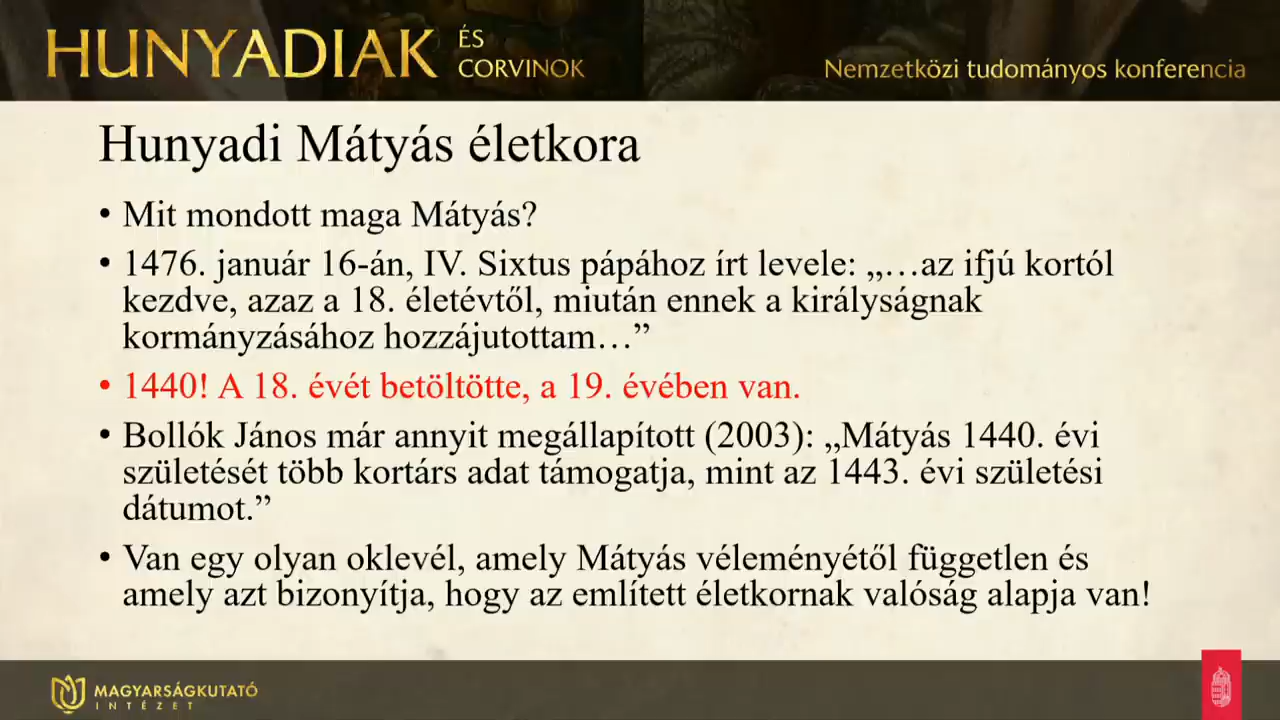 HUNYADIAK ÉS CORVINOK
Nemzetközi tudományos konferencia
Hunyadi Mátyás életkora
• Mit mondott maga Mátyás?
• 1476. január 16-án, IV. Sixtus pápához írt levele: „…az ifjú kortól
kezdve, azaz a 18. életévtől, miután ennek a királyságnak
kormányzásához hozzájutottam…”
• 1440! A 18. évét betöltötte, a 19. évében van.
• Bollók János már annyit megállapított (2003): „Mátyás 1440. évi
születését több kortárs adat támogatja, mint az 1443. évi születési
dátumot.”
• Van egy olyan oklevél, amely Mátyás véleményétől független és
amely azt bizonyítja, hogy az említett életkornak valóság alapja van!
MAGYARSÁGKUTATÓ
INTÉZET